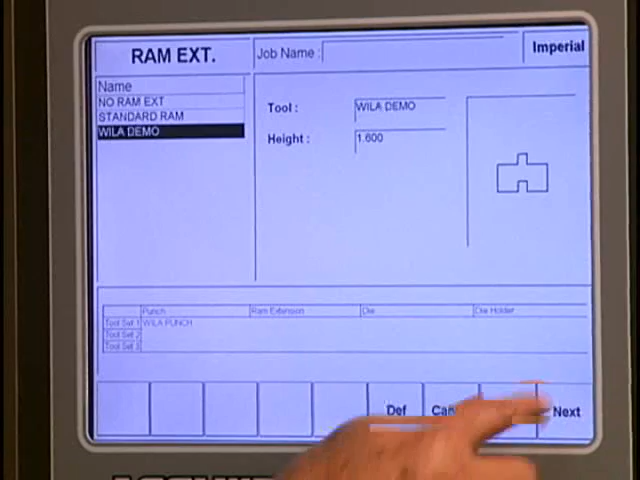 RAM EXT.
Job Name :
Imperial
Name
NO RAM EXT
STANDARD RAM
WILA DEMO
Tool : WILA DEMO
Height : 1.600
Punch Ram Extension Die Die Holder
Tool Set 1 WILA PUNCH
Tool Set 2
Tool Set 3
Def Next